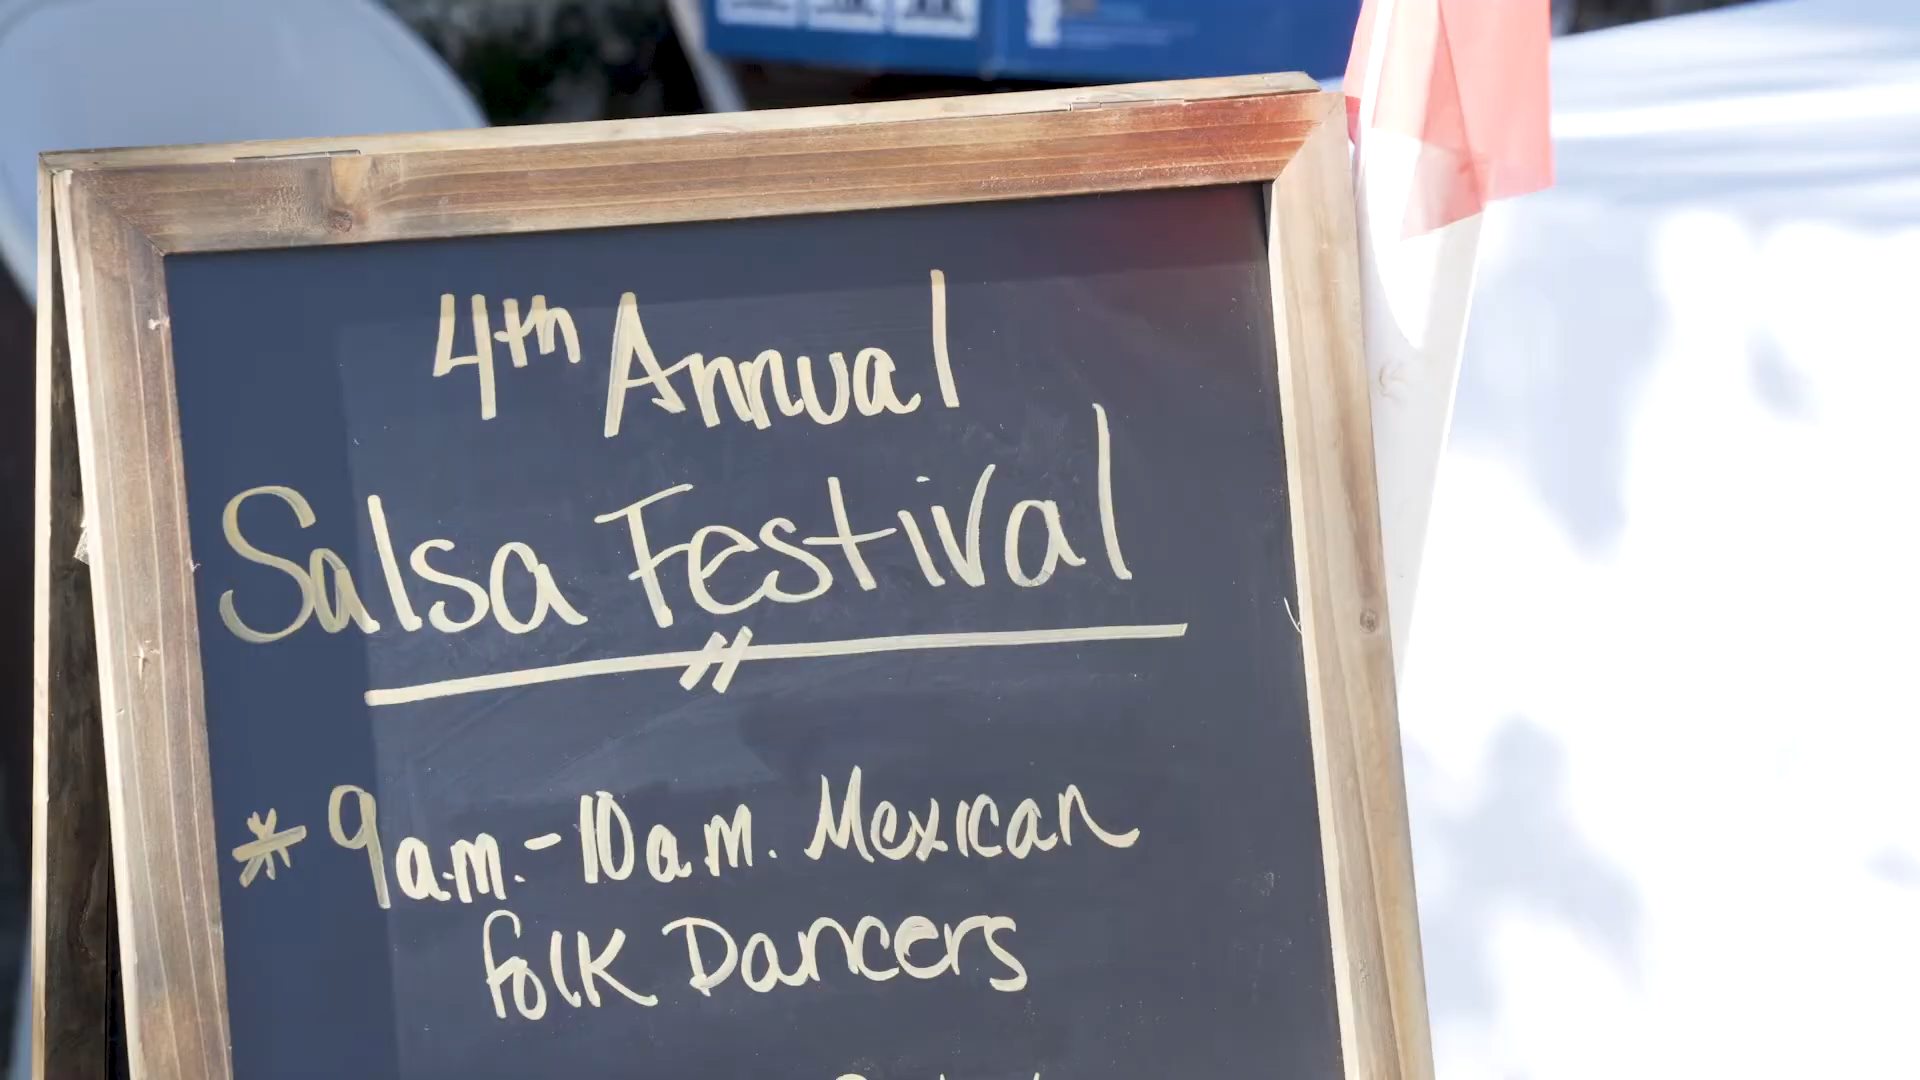 4th Annual
Salsa Festival
* 9a.m.-10a.m. Mexican
Folk Dancers